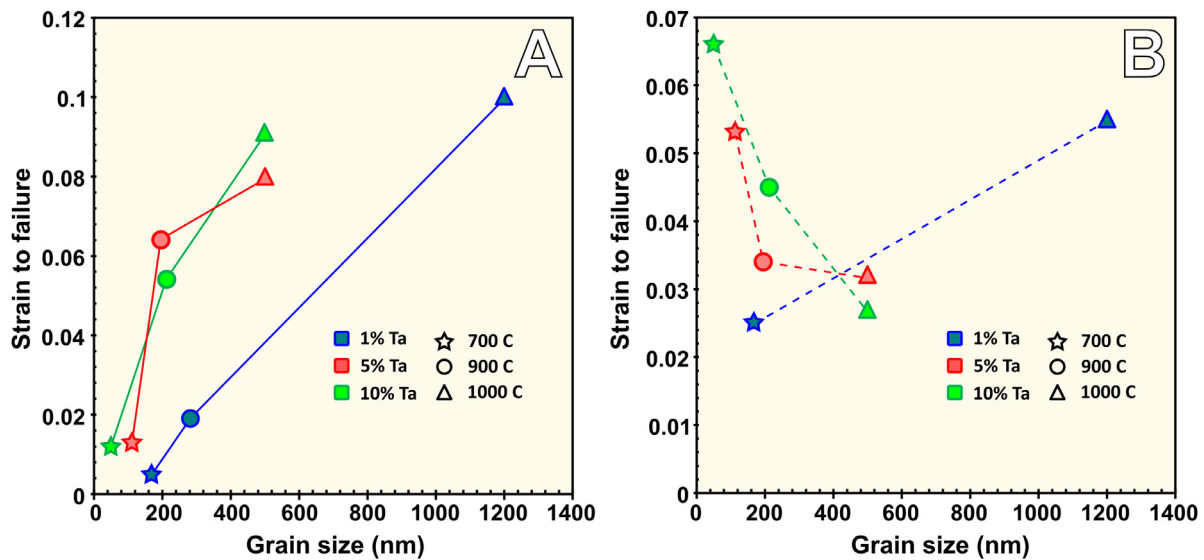 A
0.12
0.1
0.08
0.06
0.04
0.02
0
Strain to failure
1% Ta
5% Ta
10% Ta
700 C
900 C
1000 C
0 200 400 600 800 1000 1200 1400
Grain size (nm)
B
0.07
0.06
0.05
0.04
0.03
0.02
0.01
0
Strain to failure
1% Ta
5% Ta
10% Ta
700 C
900 C
1000 C
0 200 400 600 800 1000 1200 1400
Grain size (nm)